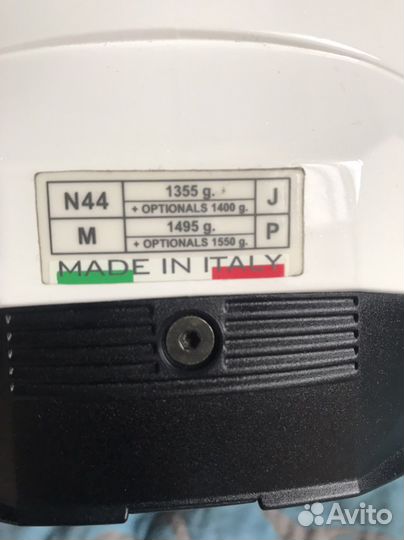 N44 1355 g. J
+ OPTIONALS 1400 g.
M 1495 g. P
+ OPTIONALS 1550 g.
MADE IN ITALY
Avito